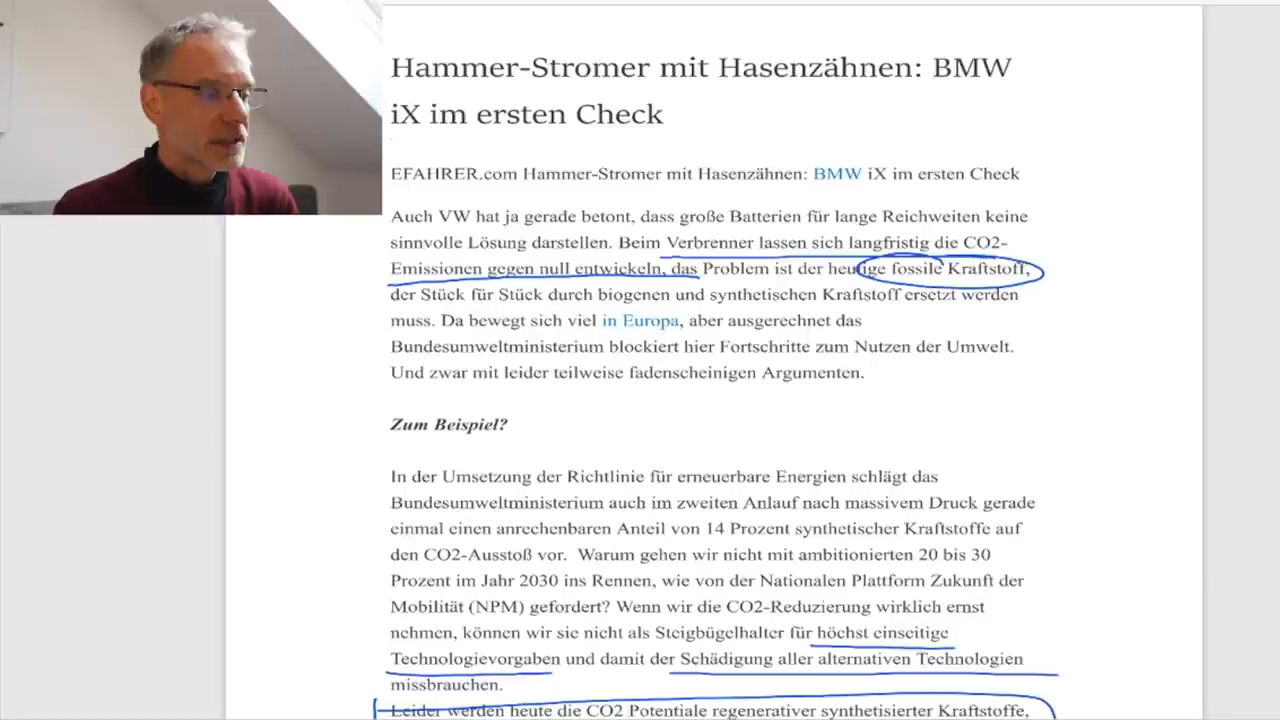 Hammer-Stromer mit Hasenzähnen: BMW
iX im ersten Check
EFAHRER.com Hammer-Stromer mit Hasenzähnen: BMW iX im ersten Check
Auch VW hat ja gerade betont, dass große Batterien für lange Reichweiten keine
sinnvolle Lösung darstellen. Beim Verbrenner lassen sich langfristig die CO2-
Emissionen gegen null entwickeln, das Problem ist der heutige fossile Kraftstoff,
der Stück für Stück durch biogenen und synthetischen Kraftstoff ersetzt werden
muss. Da bewegt sich viel in Europa, aber ausgerechnet das
Bundesumweltministerium blockiert hier Fortschritte zum Nutzen der Umwelt.
Und zwar mit leider teilweise fadenscheinigen Argumenten.
Zum Beispiel?
In der Umsetzung der Richtlinie für erneuerbare Energien schlägt das
Bundesumweltministerium auch im zweiten Anlauf nach massivem Druck gerade
einmal einen anrechenbaren Anteil von 14 Prozent synthetischer Kraftstoffe auf
den CO2-Ausstoß vor. Warum gehen wir nicht mit ambitionierten 20 bis 30
Prozent im Jahr 2030 ins Rennen, wie von der Nationalen Plattform Zukunft der
Mobilität (NPM) gefordert? Wenn wir die CO2-Reduzierung wirklich ernst
nehmen, können wir sie nicht als Steigbügelhalter für höchst einseitige
Technologievorgaben und damit der Schädigung aller alternativen Technologien
missbrauchen.
Leider werden heute die CO2 Potentiale regenerativer synthetisierter Kraftstoffe,